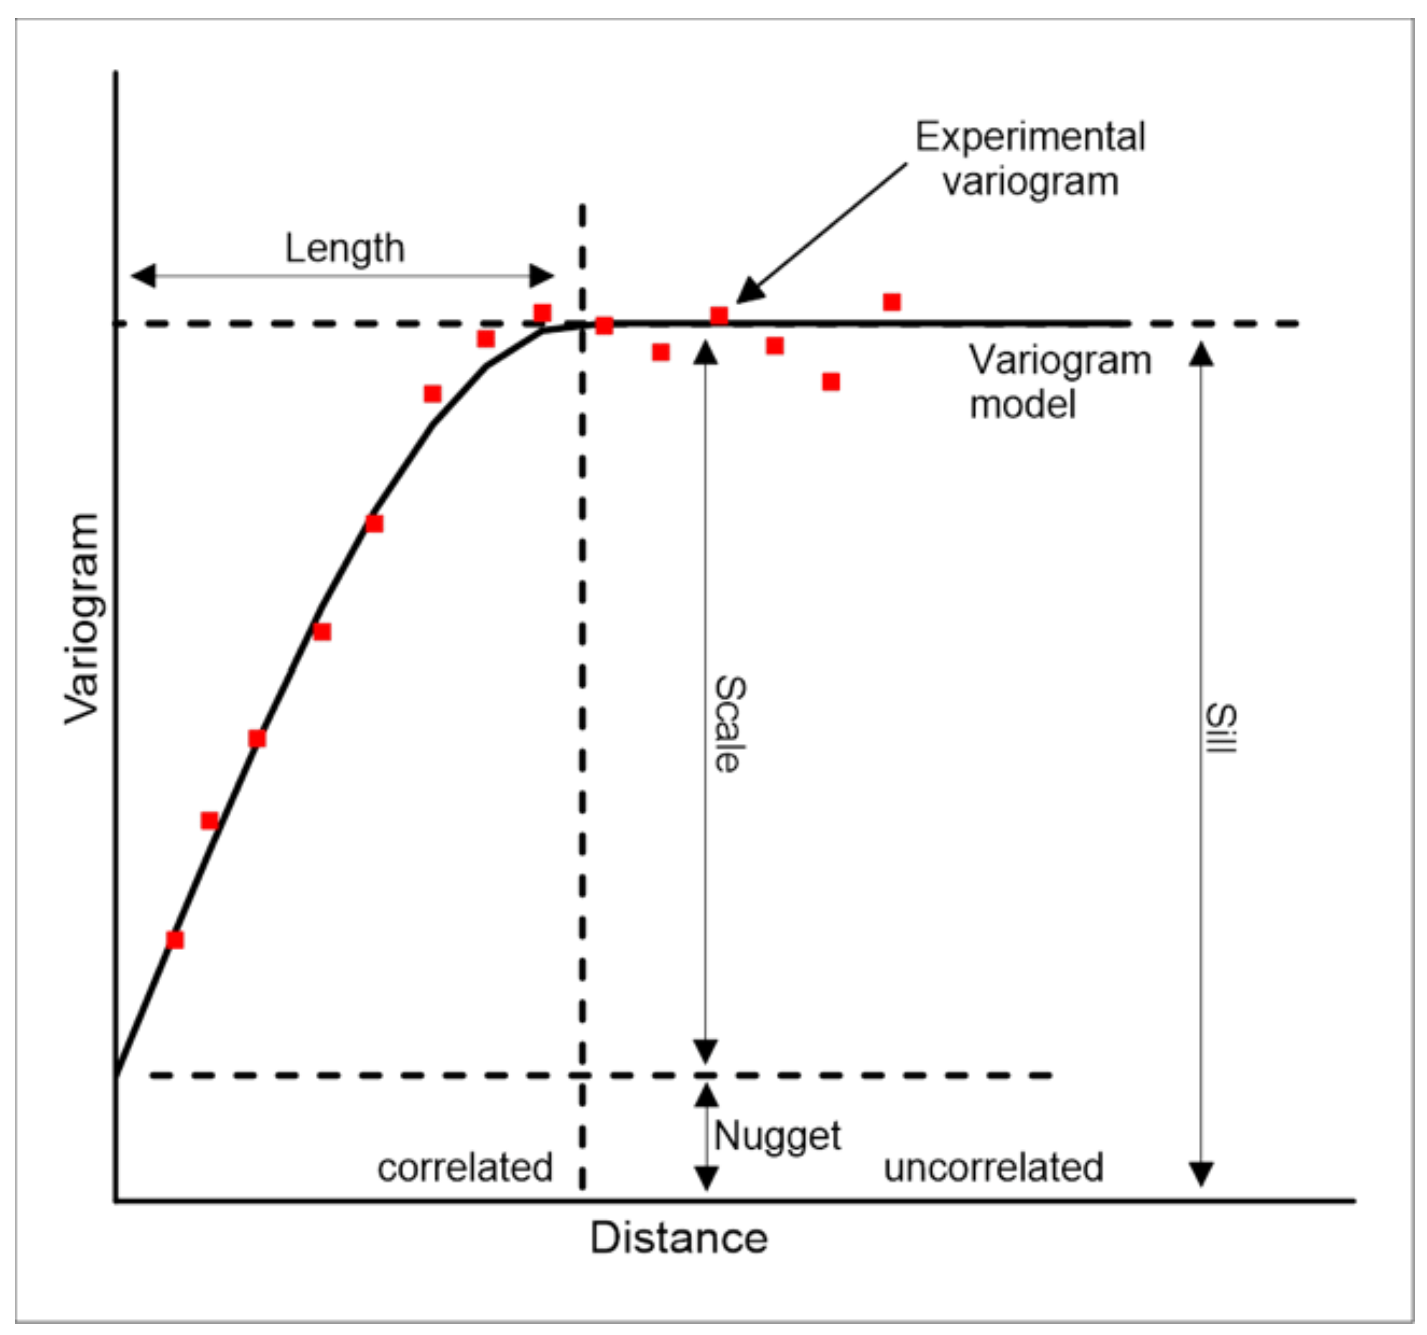 Experimental
variogram
Length
Variogram
model
Variogram
Scale
Sill
Nugget
correlated
uncorrelated
Distance